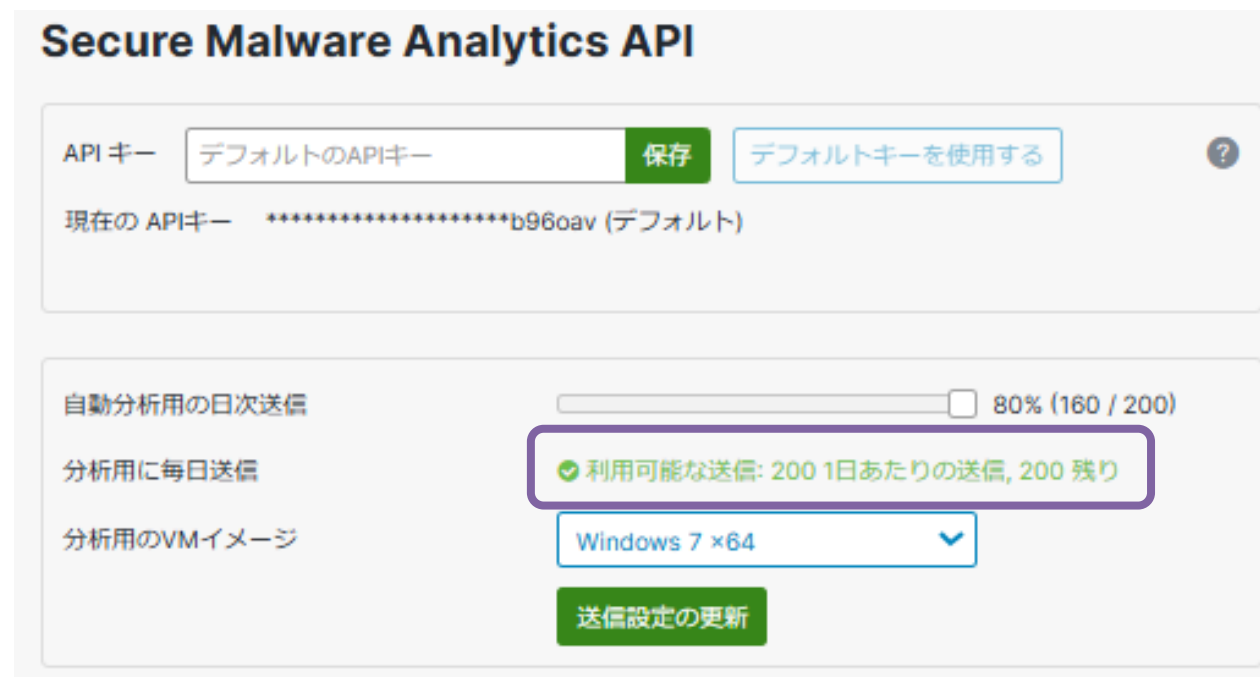 Secure Malware Analytics API
API キー デフォルトのAPIキー 保存 デフォルトキーを使用する ?
現在の APIキー ********************b96oav (デフォルト)
自動分析用の日次送信 80% (160 / 200)
分析用に毎日送信 利用可能な送信: 200 1日あたりの送信, 200 残り
分析用のVMイメージ Windows 7 ×64
送信設定の更新